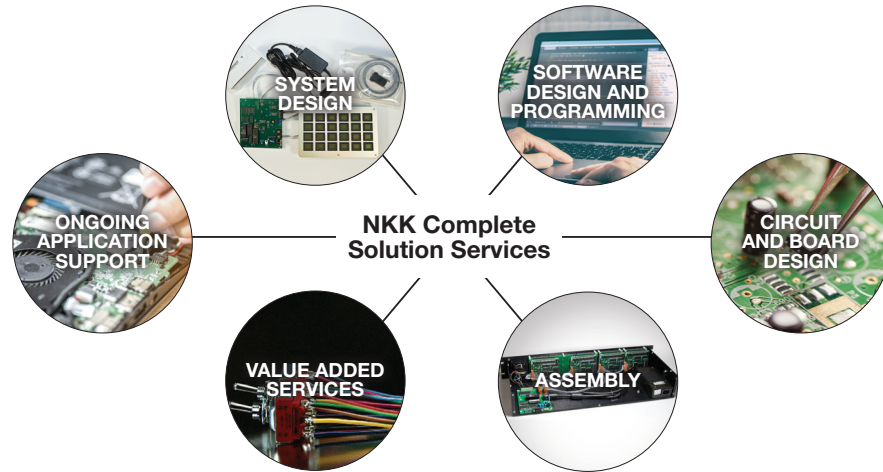 SYSTEM
DESIGN
SOFTWARE
DESIGN AND
PROGRAMMING
ONGOING
APPLICATION
SUPPORT
NKK Complete
Solution Services
CIRCUIT
AND BOARD
DESIGN
VALUE ADDED
SERVICES
ASSEMBLY